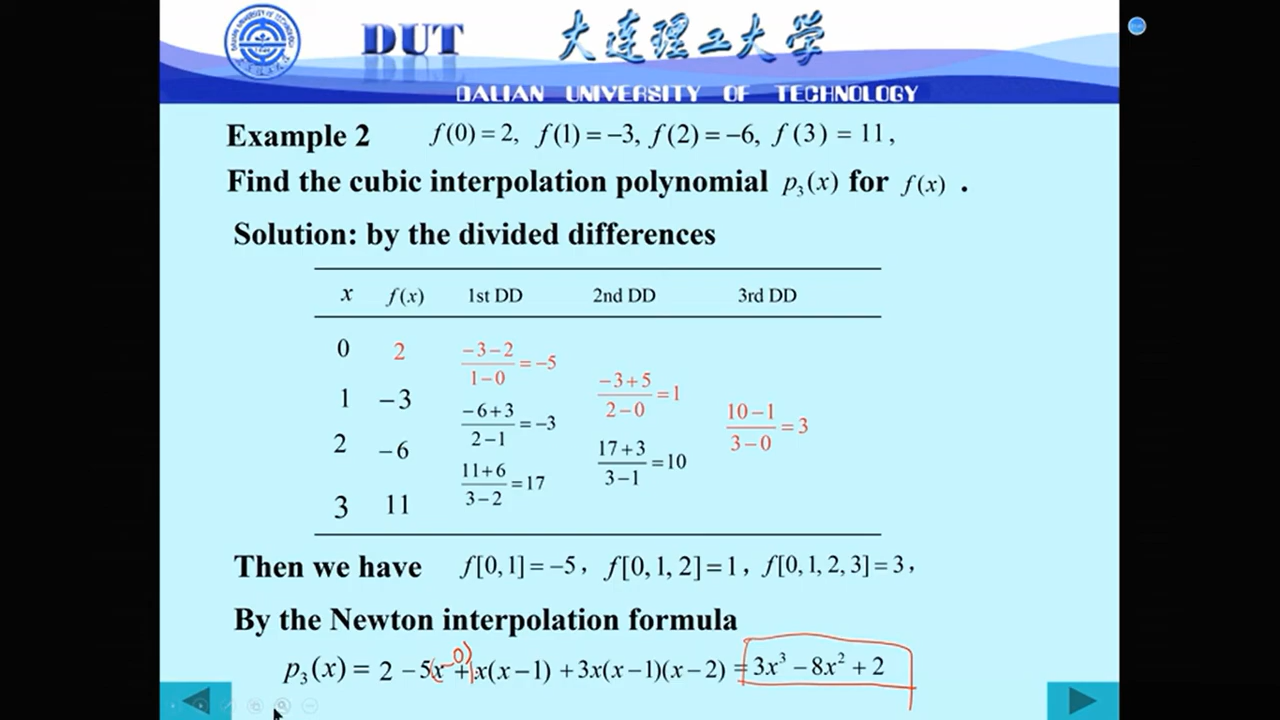 DUT 大连理工大学
DALIAN UNIVERSITY OF TECHNOLOGY
Example 2 f(0) = 2, f(1) = −3, f(2) = −6, f(3) = 11,
Find the cubic interpolation polynomial p₃(x) for f(x) .
Solution: by the divided differences
x f(x) 1st DD 2nd DD 3rd DD
0 2 (−3−2)/(1−0) = −5
(−3+5)/(2−0) = 1
1 −3 (−6+3)/(2−1) = −3
(10−1)/(3−0) = 3
2 −6 (17+3)/(3−1) = 10
(11+6)/(3−2) = 17
3 11
Then we have f[0, 1] = −5, f[0, 1, 2] = 1, f[0, 1, 2, 3] = 3,
By the Newton interpolation formula
p₃(x) = 2 − 5(x−0) + 1x(x−1) + 3x(x−1)(x−2) = 3x³ − 8x² + 2